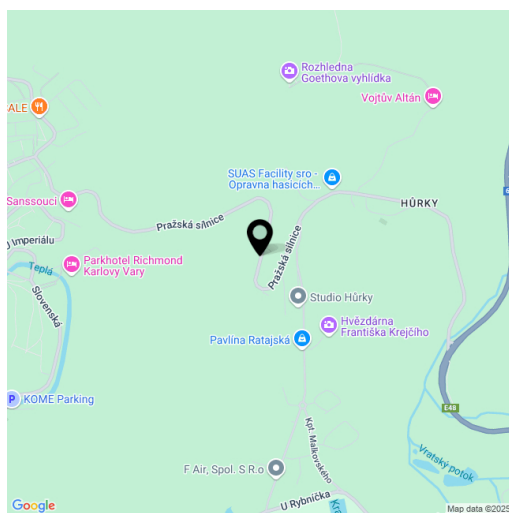 Rozhledna
Goethova vyhlídka
Vojtův Altán
ALE
SUAS Facility sro -
Opravna hasicích...
Sanssouci
HŮRKY
6
Pražská silnice
U Imperiálu
Pražská silnice
Parkhotel Richmond
Karlovy Vary
Teplá
Slovenská
Studio Hůrky
Hvězdárna
Františka Krejčího
Pavlína Ratajská
P
KOME Parking
E48
Kpt. Malkovského
Vratský potok
F Air, Spol. S R.o
U Rybníčka
Google
Map data ©2025